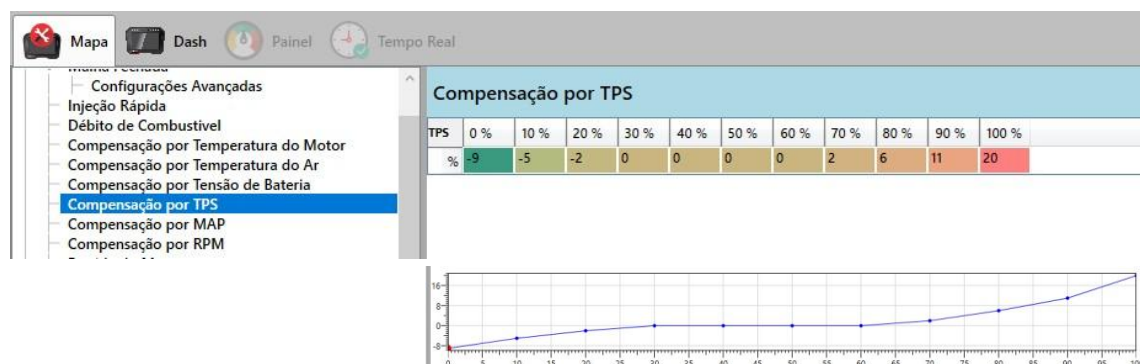 Mapa Dash Painel Tempo Real
Configurações Avançadas
Injeção Rápida
Débito de Combustivel
Compensação por Temperatura do Motor
Compensação por Temperatura do Ar
Compensação por Tensão de Bateria
Compensação por TPS
Compensação por MAP
Compensação por RPM
Compensação por TPS
TPS 0 % 10 % 20 % 30 % 40 % 50 % 60 % 70 % 80 % 90 % 100 %
% -9 -5 -2 0 0 0 0 2 6 11 20
16
8
0
-8
0 5 10 15 20 25 30 35 40 45 50 55 60 65 70 75 80 85 90 95